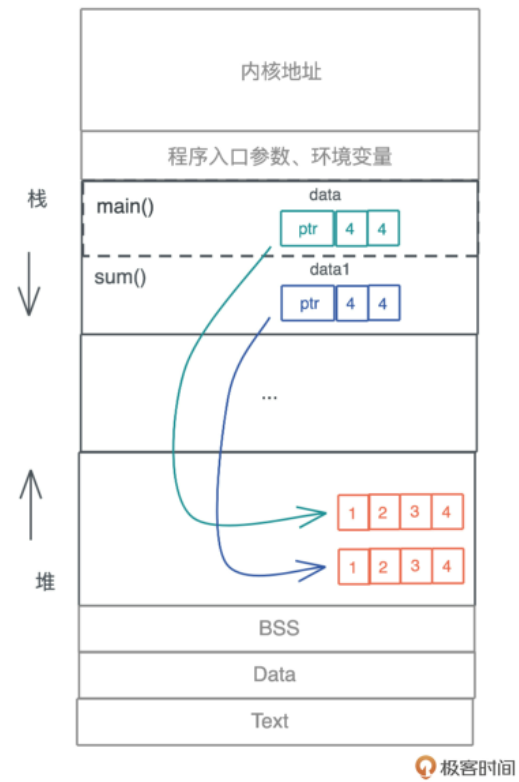 内核地址
程序入口参数、环境变量
栈
main()
data
ptr 4 4
sum()
data1
ptr 4 4
...
1 2 3 4
1 2 3 4
堆
BSS
Data
Text
极客时间